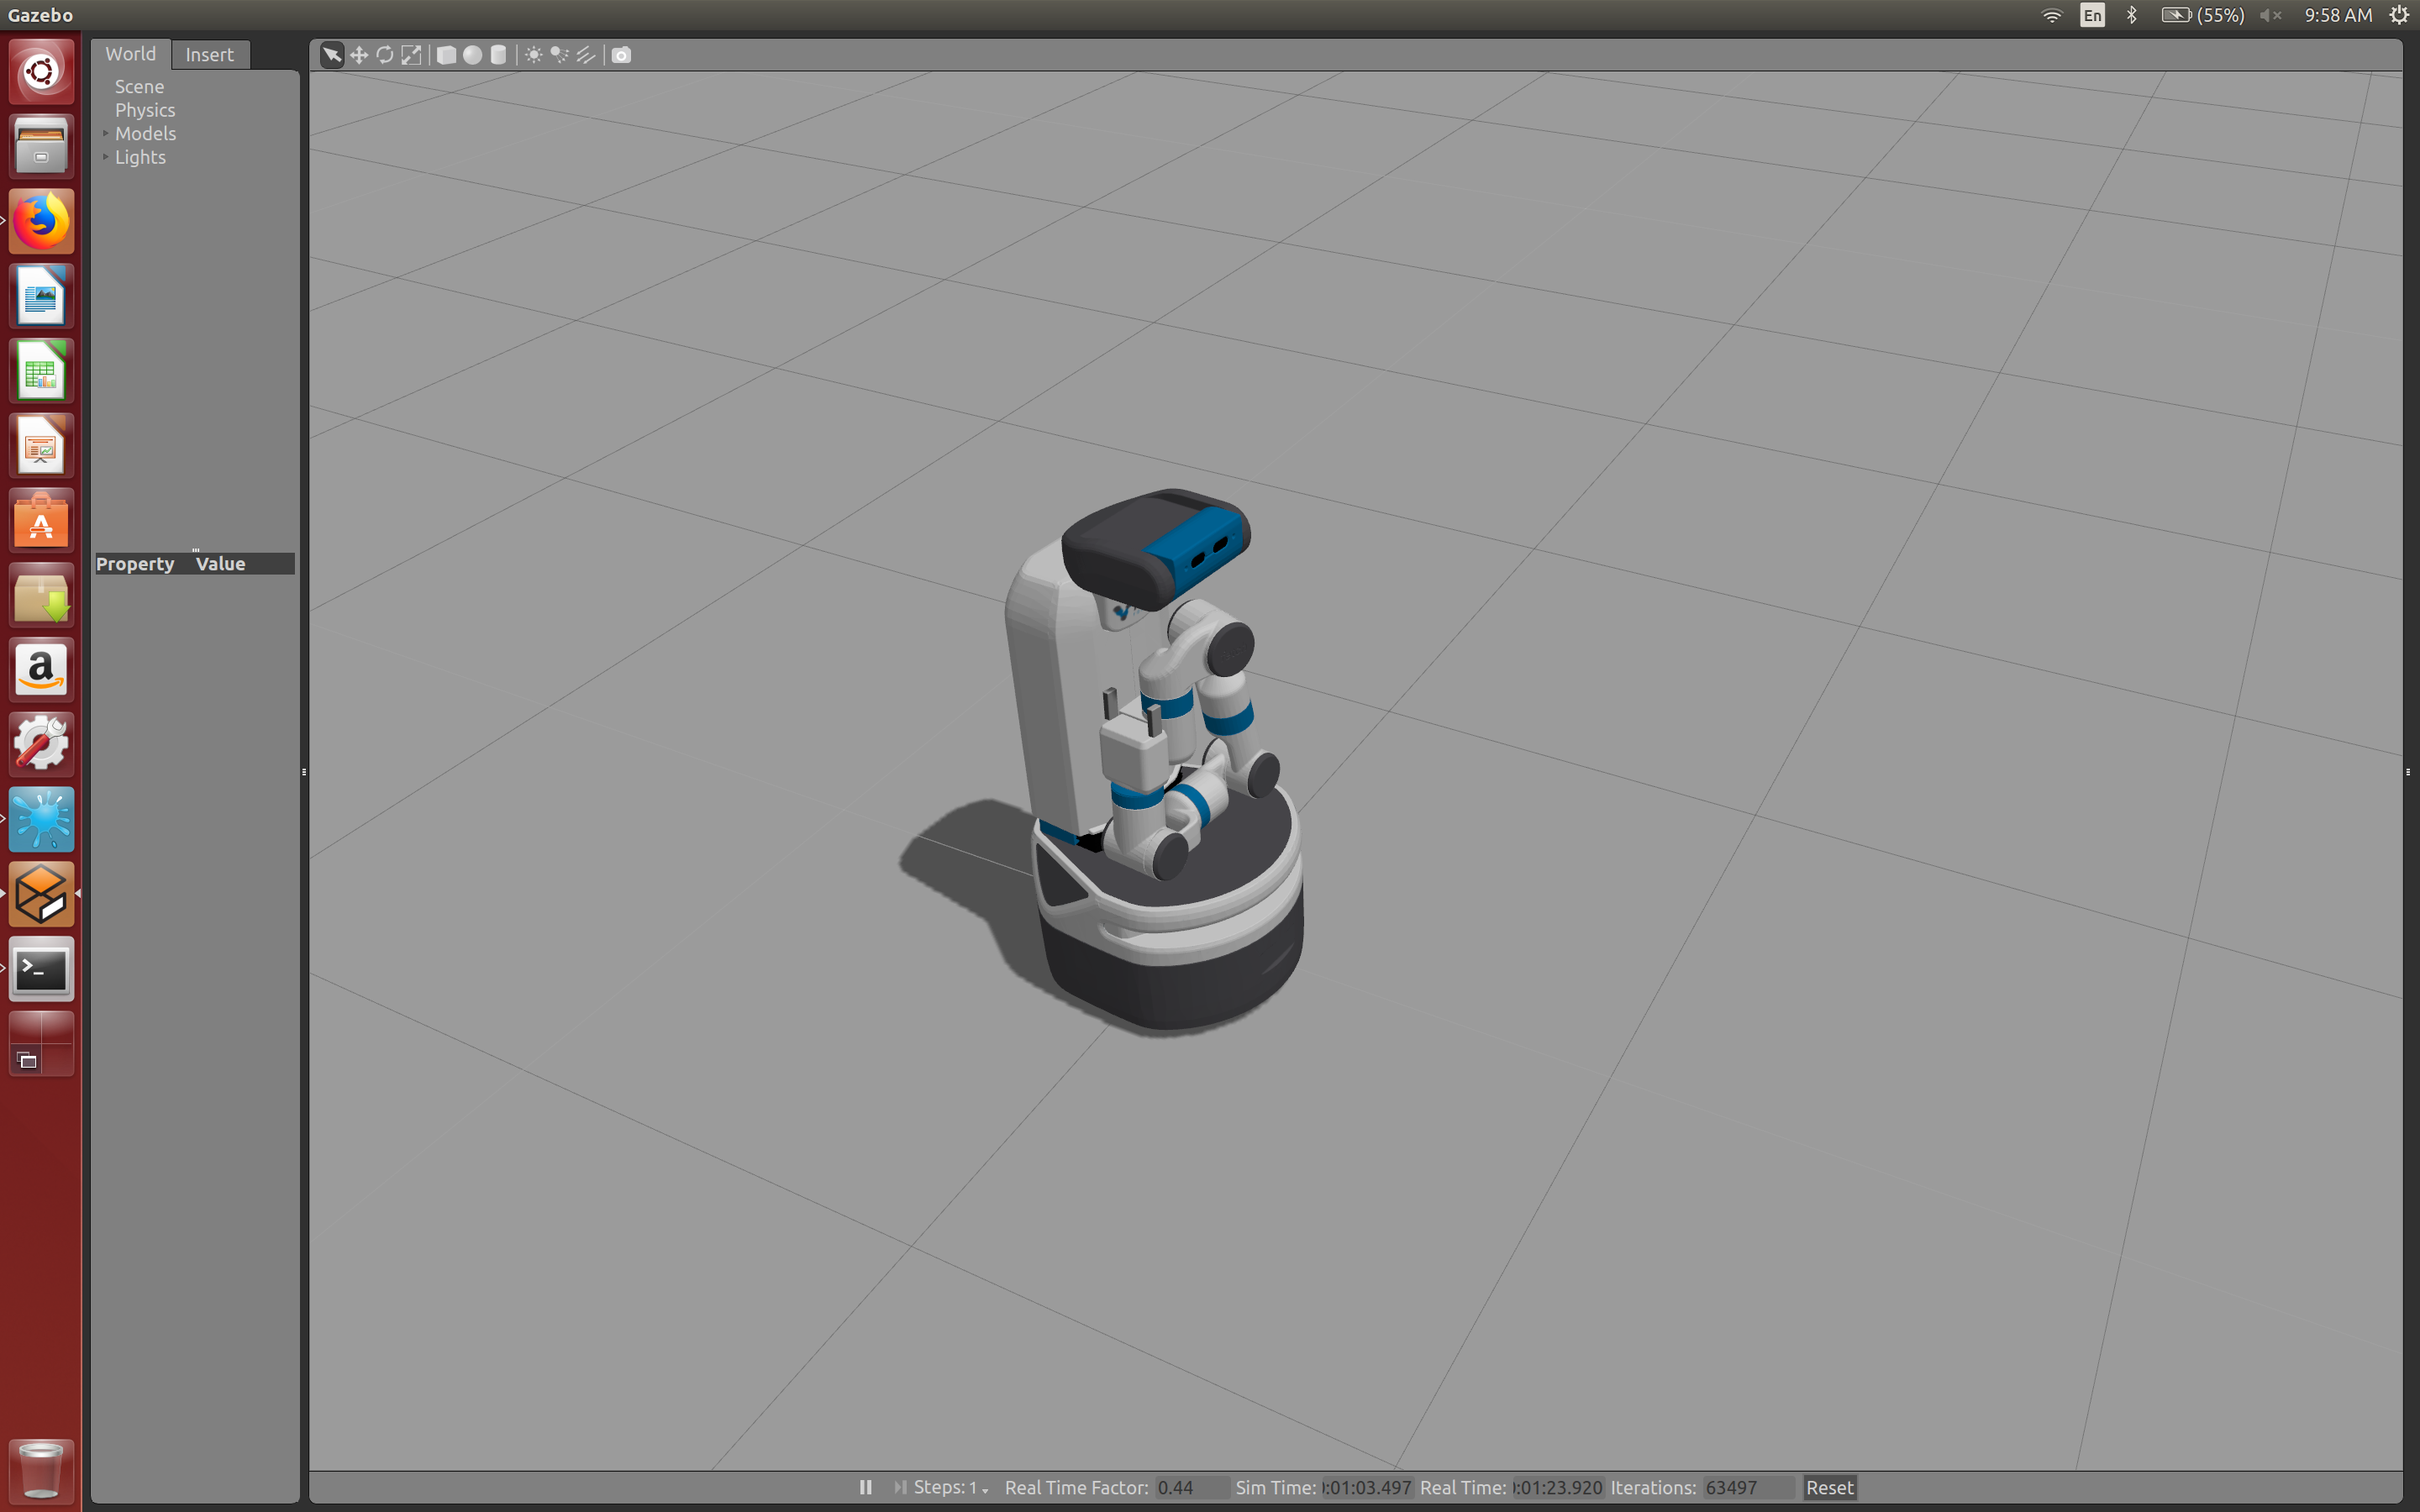 Gazebo
En
(55%)
9:58 AM
World
Insert
Scene
Physics
Models
Lights
Property Value
a
Steps: 1
Real Time Factor: 0.44
Sim Time: :01:03.497
Real Time: :01:23.920
Iterations: 63497
Reset